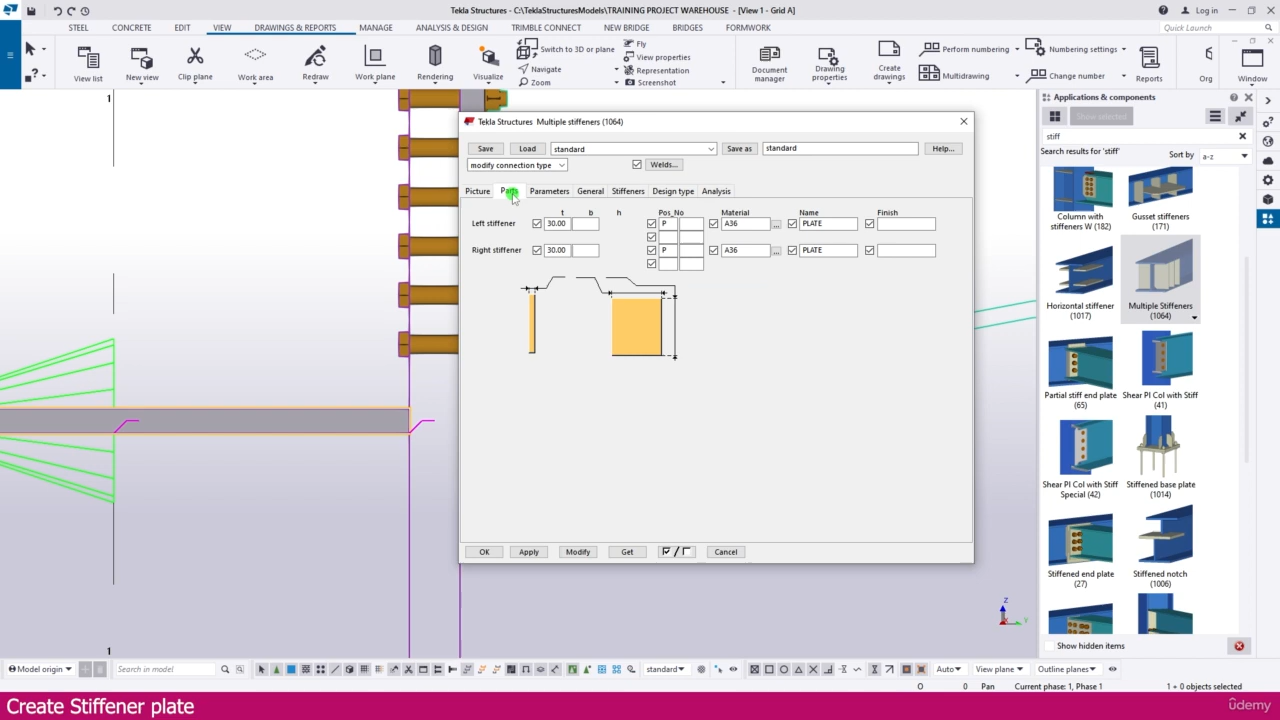 Tekla Structures - C:\TeklaStructuresModels\TRAINING PROJECT WAREHOUSE - [View 1 - Grid A]
Log in
STEEL CONCRETE EDIT VIEW DRAWINGS & REPORTS MANAGE ANALYSIS & DESIGN TRIMBLE CONNECT NEW BRIDGE BRIDGES FORMWORK
Quick Launch
View list
New view
Clip plane
Work area
Redraw
Work plane
Rendering
Visualize
Switch to 3D or plane
Navigate
Zoom
Fly
View properties
Representation
Screenshot
Document manager
Drawing properties
Create drawings
Perform numbering
Multidrawing
Numbering settings
Change number
Reports
Org
Window
1
1
Tekla Structures Multiple stiffeners (1064)
Save Load standard Save as standard Help...
modify connection type Welds...
Picture Parts Parameters General Stiffeners Design type Analysis
t b h Pos_No Material Name Finish
Left stiffener 30.00 P A36 ... PLATE
Right stiffener 30.00 P A36 ... PLATE
OK Apply Modify Get / Cancel
Applications & components
Show selected
stiff
Search results for 'stiff' Sort by a-z
Column with stiffeners W (182)
Gusset stiffeners (171)
Horizontal stiffener (1017)
Multiple Stiffeners (1064)
Partial stiff end plate (65)
Shear Pl Col with Stiff (41)
Shear Pl Col with Stiff Special (42)
Stiffened base plate (1014)
Stiffened end plate (27)
Stiffened notch (1006)
Show hidden items
Z
Y
Model origin Search in model standard Auto View plane Outline planes
O 0 Pan Current phase: 1, Phase 1 1 + 0 objects selected
Create Stiffener plate
ûdemy